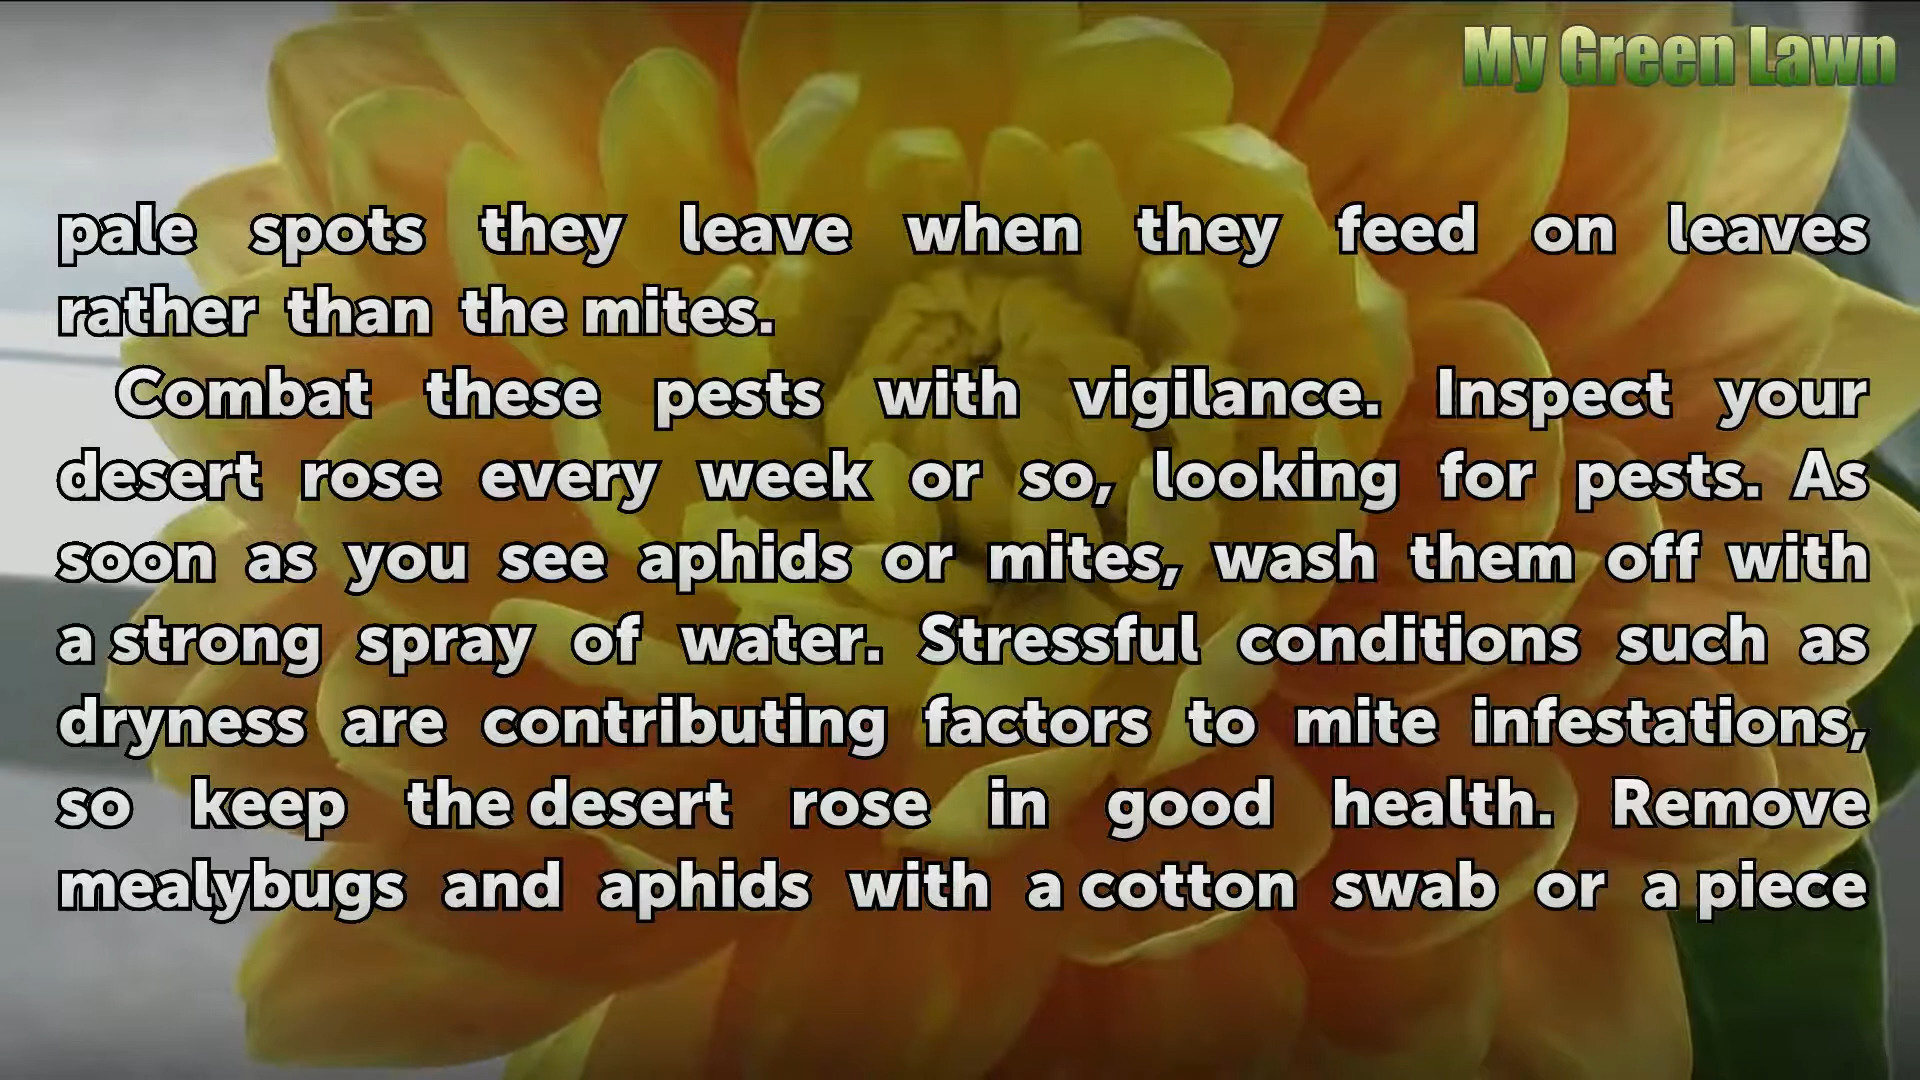 My Green Lawn
pale spots they leave when they feed on leaves
rather than the mites.
Combat these pests with vigilance. Inspect your
desert rose every week or so, looking for pests. As
soon as you see aphids or mites, wash them off with
a strong spray of water. Stressful conditions such as
dryness are contributing factors to mite infestations,
so keep the desert rose in good health. Remove
mealybugs and aphids with a cotton swab or a piece